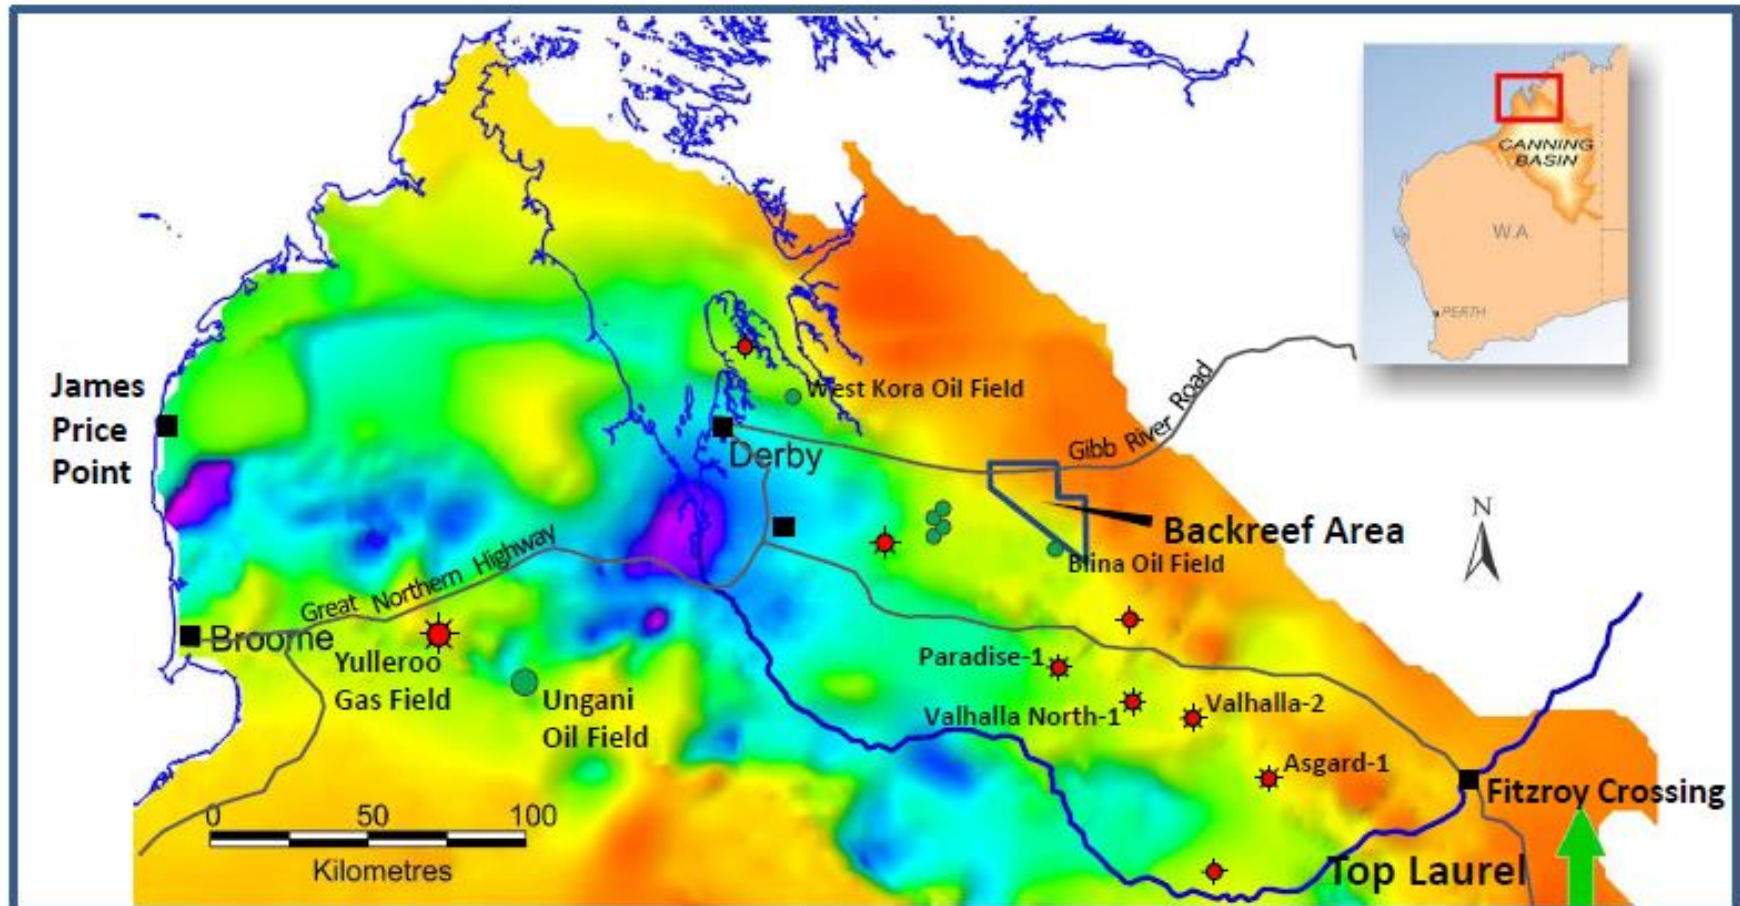 CANNING
BASIN
W.A.
PERTH
James
Price
Point
West Kora Oil Field
Derby
Gibb River Road
Backreef Area
N
Blina Oil Field
Great Northern Highway
Broome
Yulleroo
Gas Field
Ungani
Oil Field
Paradise-1
Valhalla North-1
Valhalla-2
Asgard-1
Fitzroy Crossing
0 50 100
Kilometres
Top Laurel